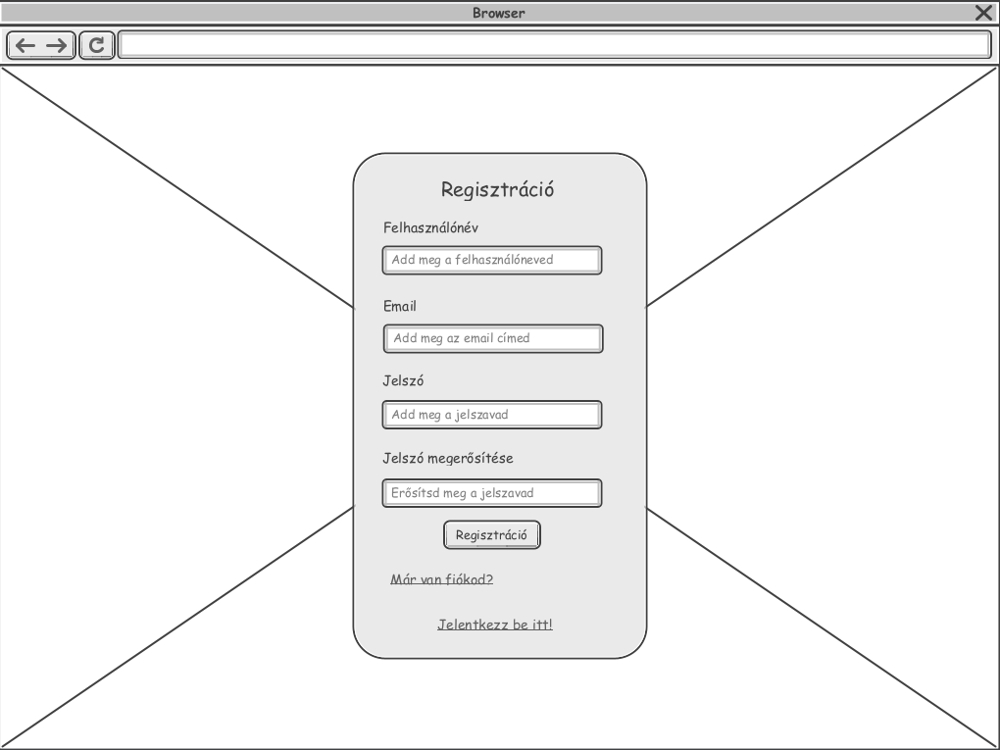 Browser
Regisztráció
Felhasználónév
Add meg a felhasználóneved
Email
Add meg az email címed
Jelszó
Add meg a jelszavad
Jelszó megerősítése
Erősítsd meg a jelszavad
Regisztráció
Már van fiókod?
Jelentkezz be itt!